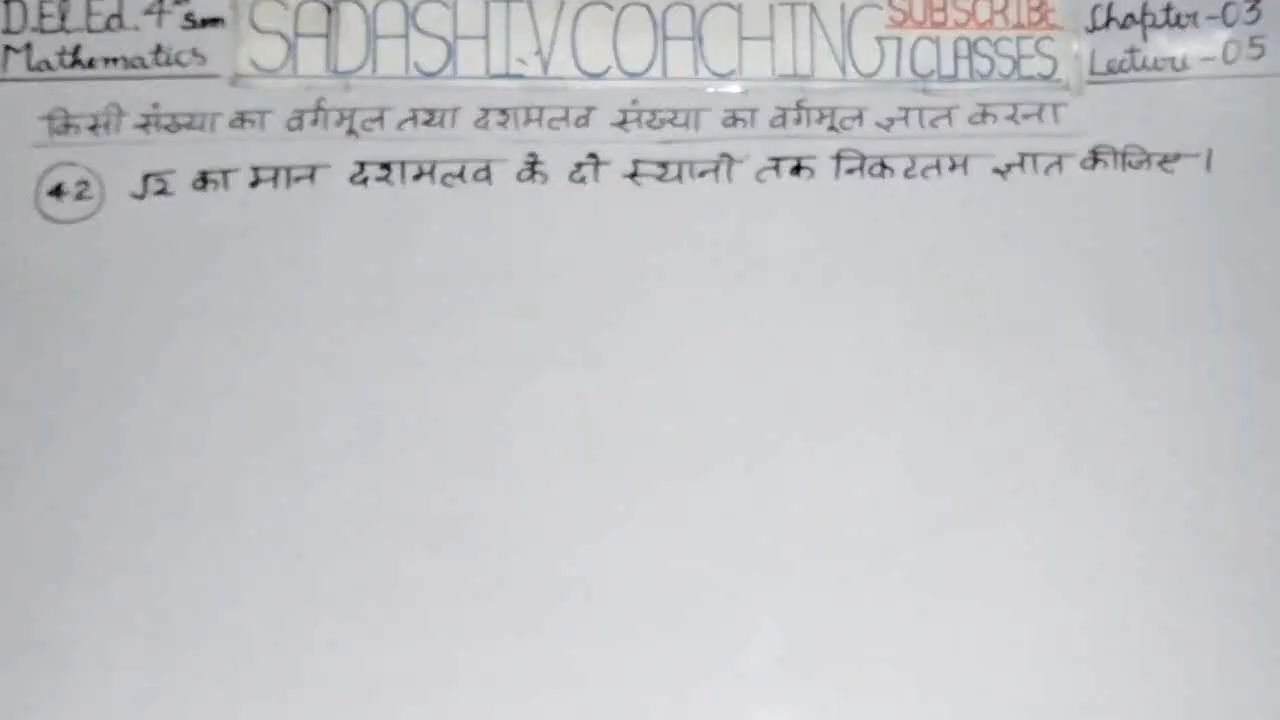 D.El.Ed. 4th Sem
Mathematics
SADASHIV COACHING
SUBSCRIBE
CLASSES
Chapter-03
Lecture-05
किसी संख्या का वर्गमूल तथा दशमलव संख्या का वर्गमूल ज्ञात करना
42 √2 का मान दशमलव के दो स्थानों तक निकटतम ज्ञात कीजिए।